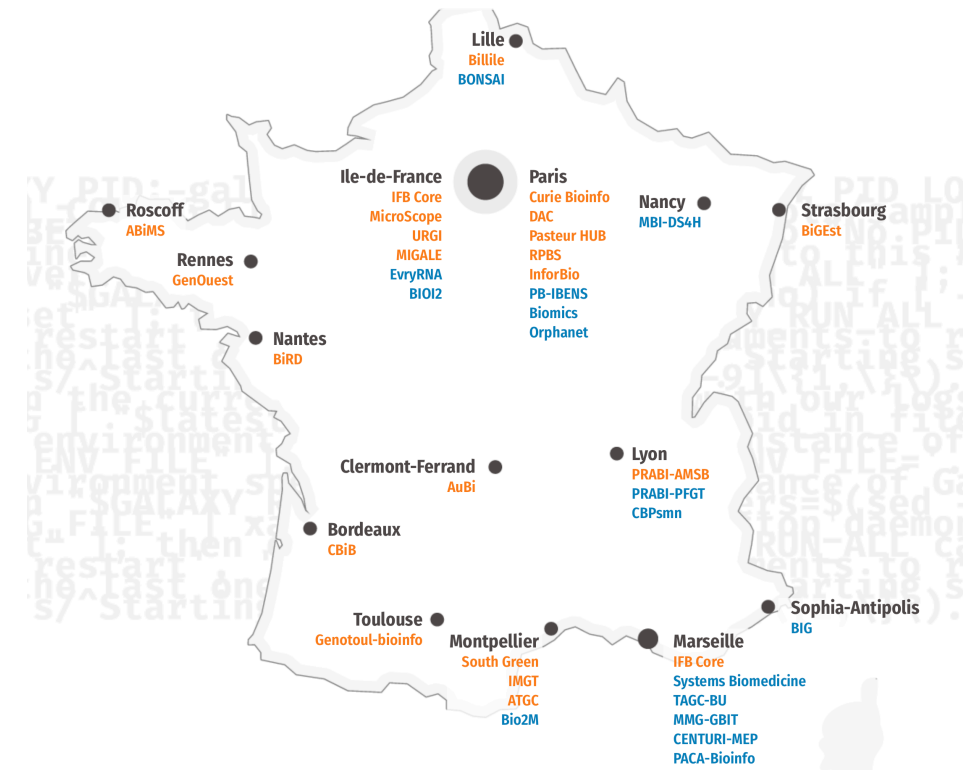 Lille
Billile
BONSAI
Ile-de-France
IFB Core
MicroScope
URGI
MIGALE
EvryRNA
BIOI2
Paris
Curie Bioinfo
DAC
Pasteur HUB
RPBS
InforBio
PB-IBENS
Biomics
Orphanet
Nancy
MBI-DS4H
Strasbourg
BiGEst
Roscoff
ABiMS
Rennes
GenOuest
Nantes
BiRD
Clermont-Ferrand
AuBi
Lyon
PRABI-AMSB
PRABI-PFGT
CBPsmn
Bordeaux
CBiB
Toulouse
Genotoul-bioinfo
Montpellier
South Green
IMGT
ATGC
Bio2M
Marseille
IFB Core
Systems Biomedicine
TAGC-BU
MMG-GBIT
CENTURI-MEP
PACA-Bioinfo
Sophia-Antipolis
BIG